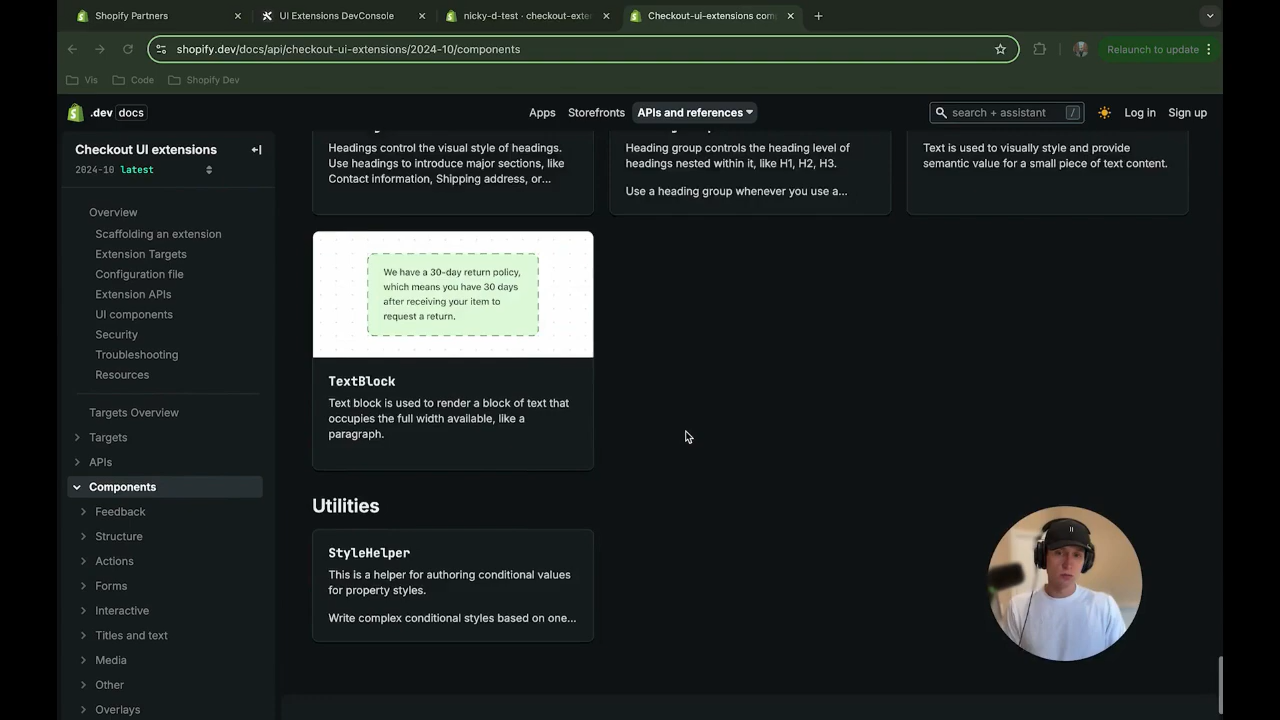 Shopify Partners
UI Extensions DevConsole
nicky-d-test · checkout-exte
Checkout-ui-extensions com
shopify.dev/docs/api/checkout-ui-extensions/2024-10/components
Relaunch to update
Vis
Code
Shopify Dev
.dev docs
Apps
Storefronts
APIs and references
search + assistant /
Log in
Sign up
Checkout UI extensions
2024-10 latest
Overview
Scaffolding an extension
Extension Targets
Configuration file
Extension APIs
UI components
Security
Troubleshooting
Resources
Targets Overview
Targets
APIs
Components
Feedback
Structure
Actions
Forms
Interactive
Titles and text
Media
Other
Overlays
Headings control the visual style of headings.
Use headings to introduce major sections, like
Contact information, Shipping address, or...
Heading group controls the heading level of
headings nested within it, like H1, H2, H3.
Use a heading group whenever you use a...
Text is used to visually style and provide
semantic value for a small piece of text content.
We have a 30-day return policy,
which means you have 30 days
after receiving your item to
request a return.
TextBlock
Text block is used to render a block of text that
occupies the full width available, like a
paragraph.
Utilities
StyleHelper
This is a helper for authoring conditional values
for property styles.
Write complex conditional styles based on one...